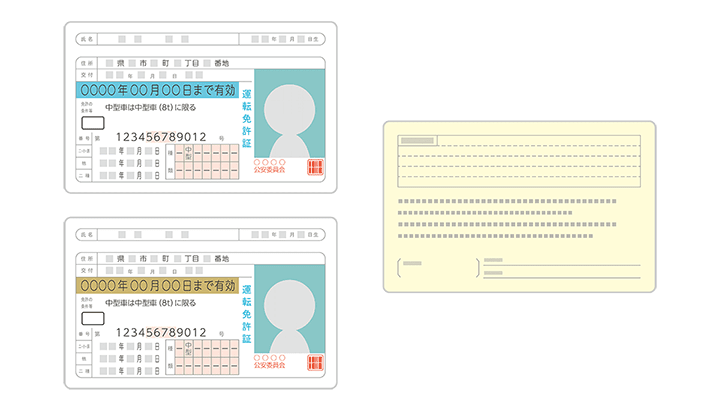 氏名 年 月 日生
住所 県 市 町 丁目 番地
交付 年 月 日
0000年00月00日まで有効
免許の
条件等
中型車は中型車(8t)に限る
運転免許証
番号 第 123456789012 号
二小原 年 月 日
他 年 月 日
二種 年 月 日
種類 中型
○○○○
公安委員会
氏名 年 月 日生
住所 県 市 町 丁目 番地
交付 年 月 日
0000年00月00日まで有効
免許の
条件等
中型車は中型車(8t)に限る
運転免許証
番号 第 123456789012 号
二小原 年 月 日
他 年 月 日
二種 年 月 日
種類 中型
○○○○
公安委員会